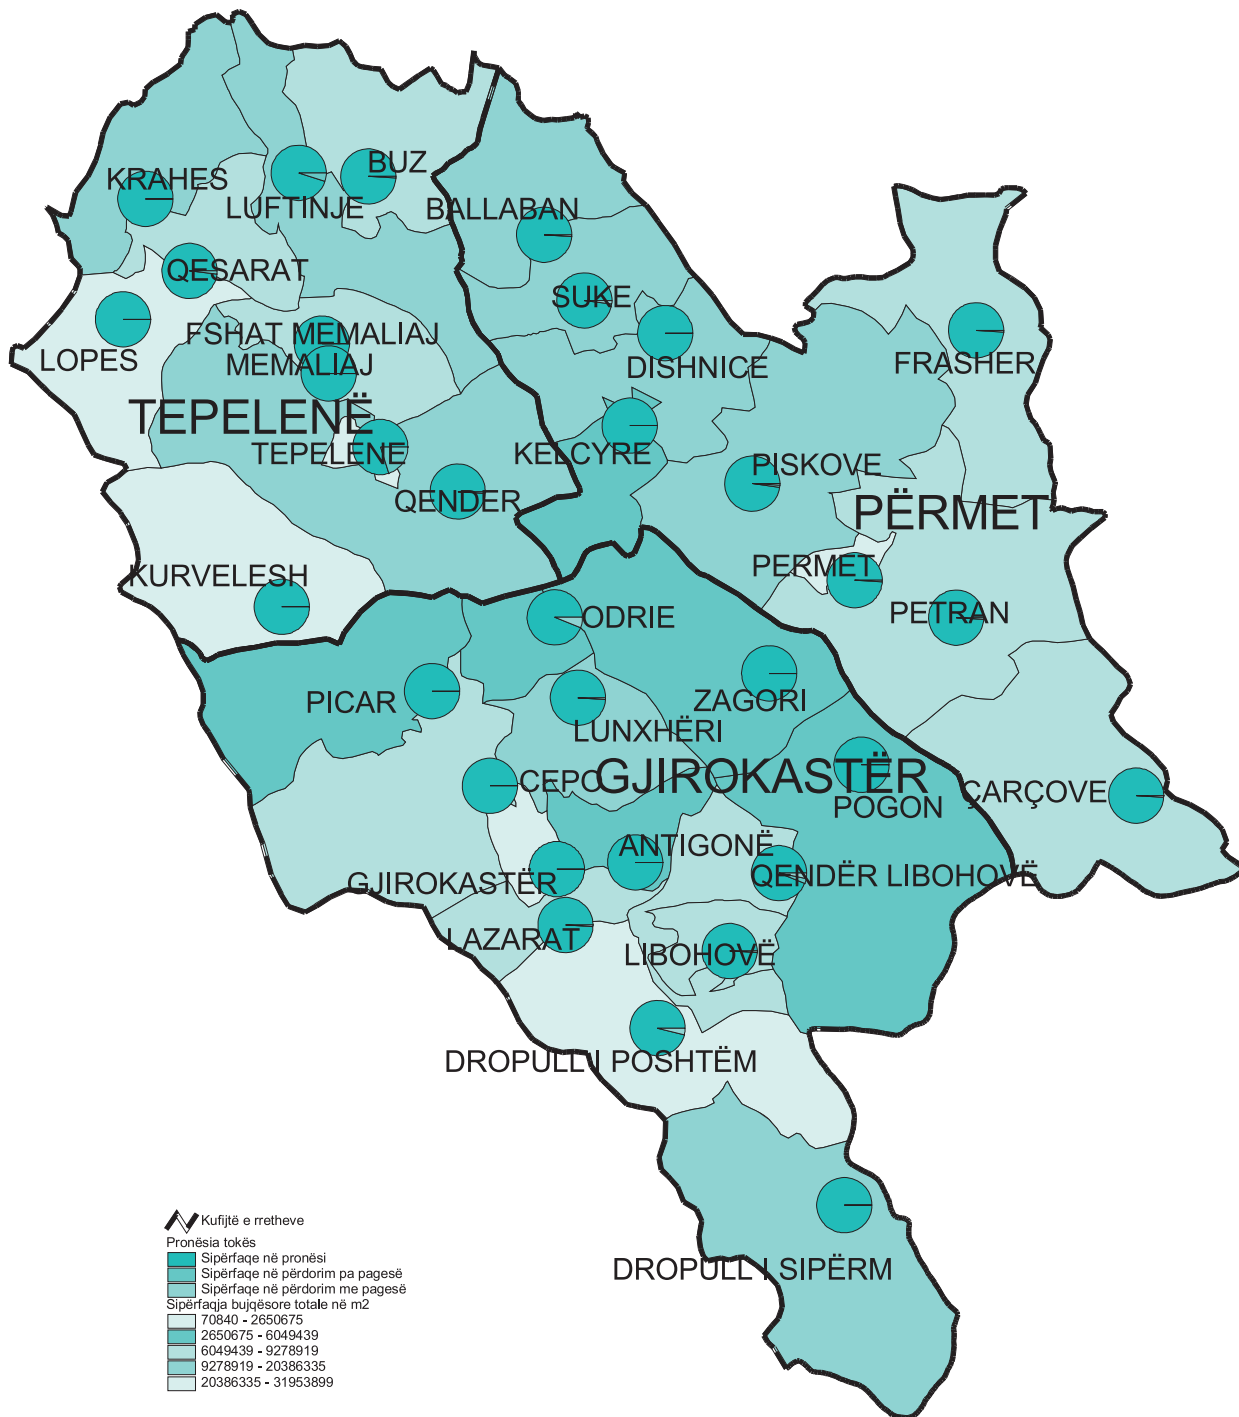 BUZ
KRAHES
LUFTINJE
BALLABAN
QESARAT
SUKE
FSHAT MEMALIAJ
LOPES
MEMALIAJ
DISHNICE
FRASHER
TEPELENË
TEPELENE
KELCYRE
PISKOVE
QENDER
PËRMET
PERMET
KURVELESH
PETRAN
ODRIE
PICAR
ZAGORI
LUNXHËRI
CEPO
GJIROKASTËR
ÇARÇOVE
POGON
ANTIGONË
GJIROKASTËR
QENDËR LIBOHOVË
LAZARAT
LIBOHOVË
DROPULL I POSHTËM
DROPULL I SIPËRM
Kufijtë e rretheve
Pronësia tokës
Sipërfaqe në pronësi
Sipërfaqe në përdorim pa pagesë
Sipërfaqe në përdorim me pagesë
Sipërfaqja bujqësore totale në m2
70840 - 2650675
2650675 - 6049439
6049439 - 9278919
9278919 - 20386335
20386335 - 31953899